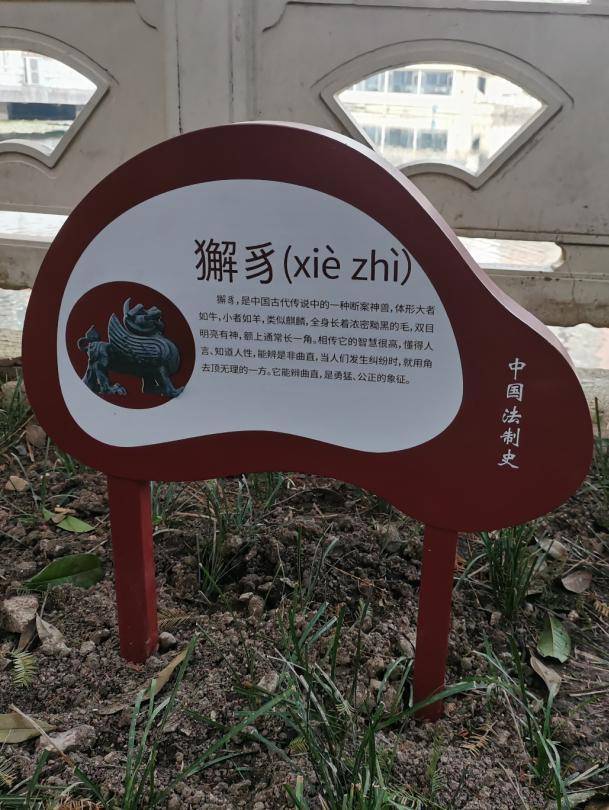 獬豸(xiè zhì)
獬豸,是中国古代传说中的一种断案神兽,体形大者
如牛,小者如羊,类似麒麟,全身长着浓密黝黑的毛,双目
明亮有神,额上通常长一角。相传它的智慧很高,懂得人
言、知道人性,能辨是非曲直,当人们发生纠纷时,就用角
去顶无理的一方。它能辨曲直,是勇猛、公正的象征。
中国法制史